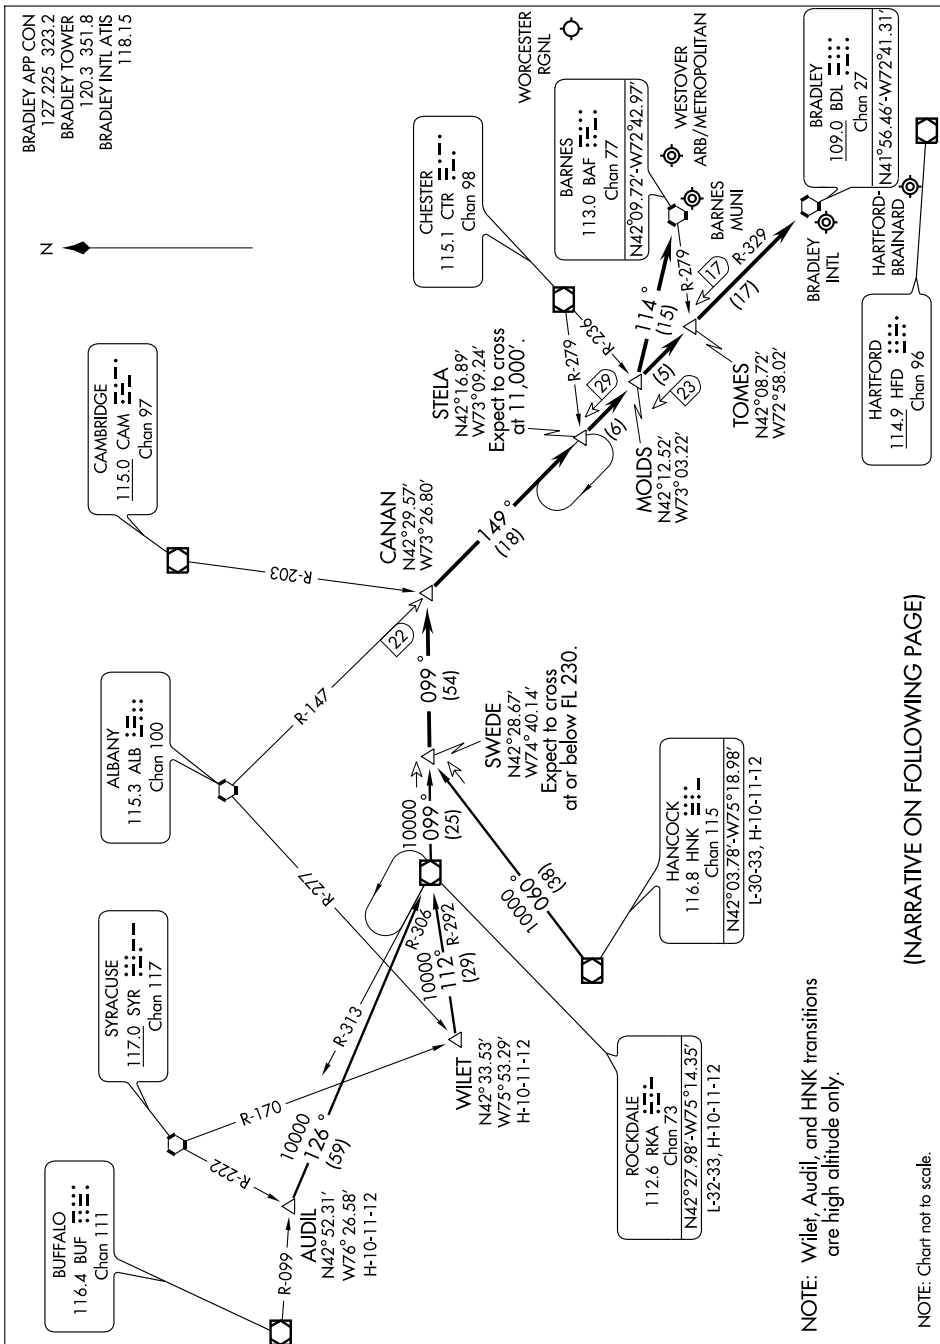 BRADLEY APP CON
127.225 323.2
BRADLEY TOWER
120.3 351.8
BRADLEY INTL ATIS
118.15
N
BUFFALO
116.4 BUF
Chan 111
SYRACUSE
117.0 SYR
Chan 117
ALBANY
115.3 ALB
Chan 100
CAMBRIDGE
115.0 CAM
Chan 97
CHESTER
115.1 CTR
Chan 98
WORCESTER
RGNL
BARNES
113.0 BAF
Chan 77
N42°09.72'-W72°42.97'
WESTOVER
ARB/METROPOLITAN
BARNES
MUNI
BRADLEY
109.0 BDL
Chan 27
N41°56.46'-W72°41.31'
BRADLEY
INTL
HARTFORD-
BRAINARD
HARTFORD
114.9 HFD
Chan 96
R-099
R-222
R-170
R-277
R-147
R-203
R-279
R-236
AUDIL
N42°52.31'
W76°26.58'
H-10-11-12
10000
126°
(59)
R-313
R-306
WILET
N42°33.53'
W75°53.29'
H-10-11-12
10000
112°
(29)
R-292
10000
099°
(25)
ROCKDALE
112.6 RKA
Chan 73
N42°27.98'-W75°14.35'
L-32-33, H-10-11-12
10000
060°
(38)
HANCOCK
116.8 HNK
Chan 115
N42°03.78'-W75°18.98'
L-30-33, H-10-11-12
SWEDE
N42°28.67'
W74°40.14'
Expect to cross
at or below FL 230.
099°
(54)
22
CANAN
N42°29.57'
W73°26.80'
149°
(18)
STELA
N42°16.89'
W73°09.24'
Expect to cross
at 11,000'.
29
(6)
MOLDS
N42°12.52'
W73°03.22'
23
(5)
114°
(15)
R-279
TOMES
N42°08.72'
W72°58.02'
17
(17)
R-329
NOTE: Wilet, Audil, and HNK transitions
are high altitude only.
(NARRATIVE ON FOLLOWING PAGE)
NOTE: Chart not to scale.